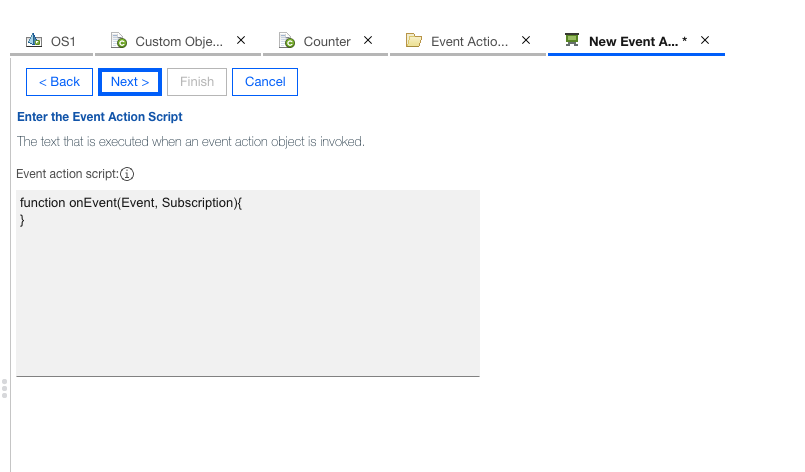 OS1
Custom Obje...
Counter
Event Actio...
New Event A... *
< Back
Next >
Finish
Cancel
Enter the Event Action Script
The text that is executed when an event action object is invoked.
Event action script:
function onEvent(Event, Subscription){
}